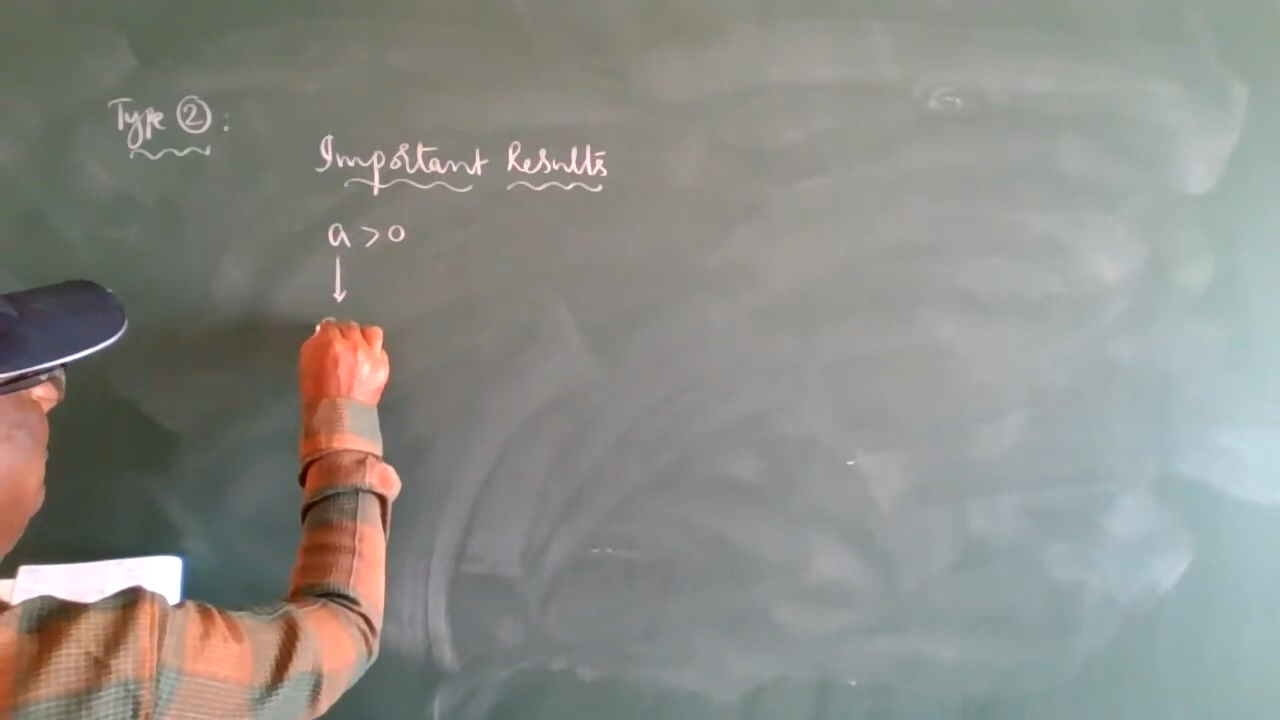 Type ② :
Important Results
a > 0
↓